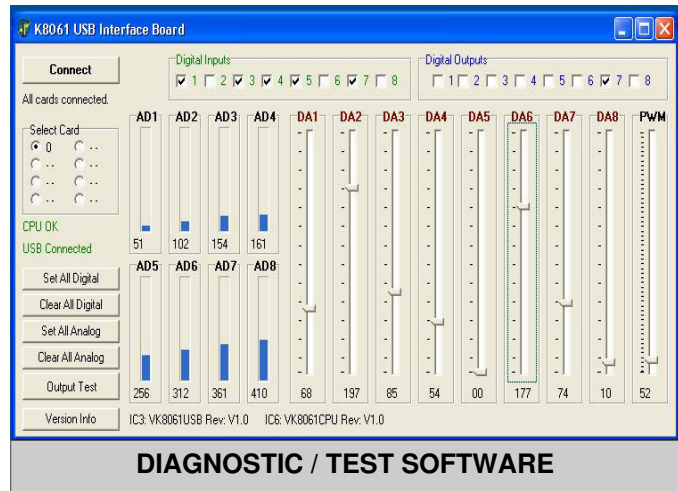 K8061 USB Interface Board
Connect
All cards connected.
Select Card
0 ..
.. ..
.. ..
.. ..
CPU OK
USB Connected
Set All Digital
Clear All Digital
Set All Analog
Clear All Analog
Output Test
Version Info
Digital Inputs
1 2 3 4 5 6 7 8
Digital Outputs
1 2 3 4 5 6 7 8
AD1 AD2 AD3 AD4
51 102 154 161
AD5 AD6 AD7 AD8
256 312 361 410
DA1 DA2 DA3 DA4 DA5 DA6 DA7 DA8 PWM
68 197 85 54 00 177 74 10 52
IC3: VK8061USB Rev: V1.0 IC6: VK8061CPU Rev: V1.0
DIAGNOSTIC / TEST SOFTWARE